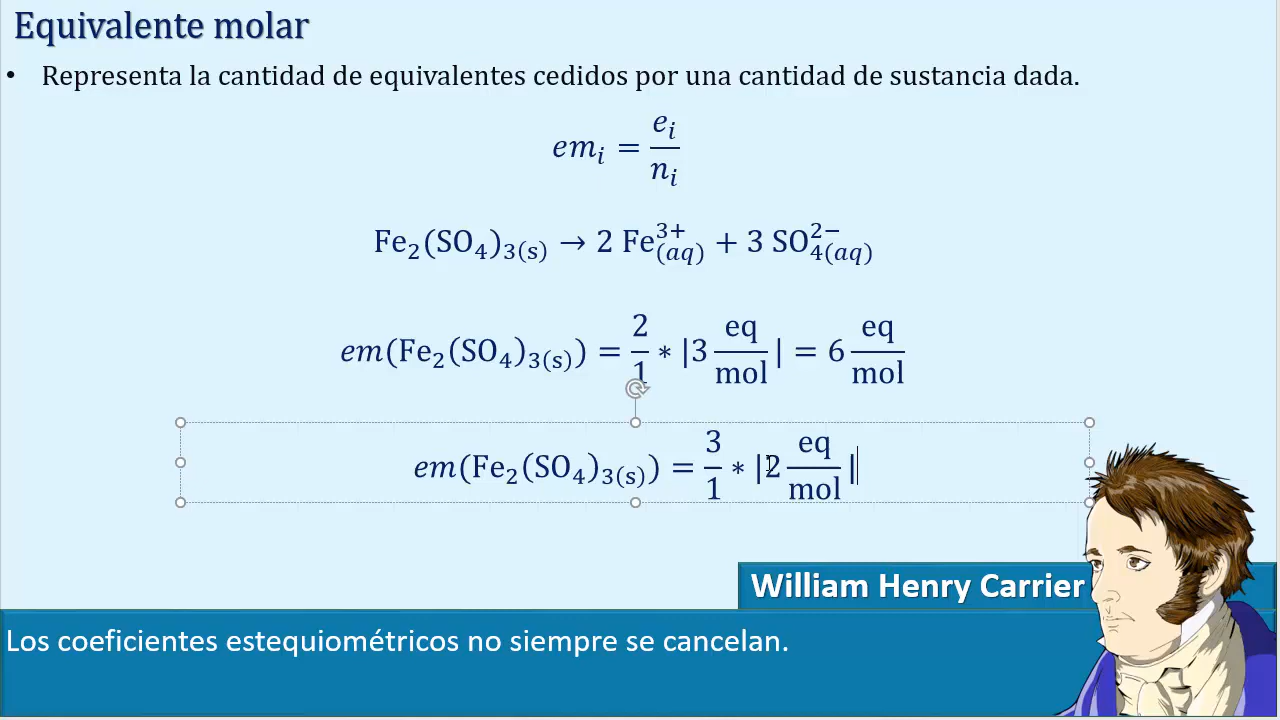 Equivalente molar
• Representa la cantidad de equivalentes cedidos por una cantidad de sustancia dada.
em_i = e_i / n_i
Fe₂(SO₄)₃(s) → 2 Fe³⁺(aq) + 3 SO₄²⁻(aq)
em(Fe₂(SO₄)₃(s)) = 2/1 * |3 eq/mol| = 6 eq/mol
em(Fe₂(SO₄)₃(s)) = 3/1 * |2 eq/mol|
William Henry Carrier
Los coeficientes estequiométricos no siempre se cancelan.